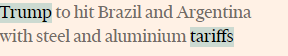 Trump to hit Brazil and Argentina
with steel and aluminium tariffs